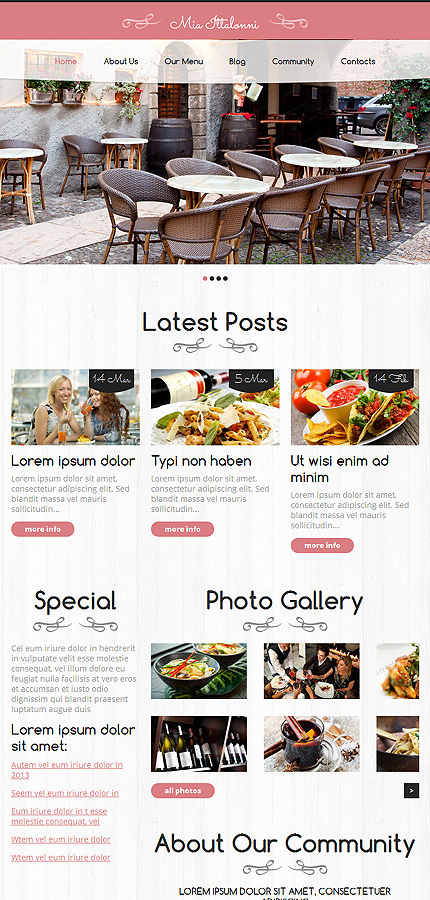 Mia Ittalonni
Home About Us Our Menu Blog Community Contacts
Latest Posts
14 Mar
5 Mar
14 Feb
Lorem ipsum dolor
Lorem ipsum dolor sit amet,
consectetur adipiscing elit. Sed
blandit massa vel mauris
sollicitudin...
more info
Typi non haben
Lorem ipsum dolor sit amet,
consectetur adipiscing elit. Sed
blandit massa vel mauris
sollicitudin...
more info
Ut wisi enim ad
minim
Lorem ipsum dolor sit amet,
consectetur adipiscing elit. Sed
blandit massa vel mauris
sollicitudin...
more info
Special
Cel eum iriure dolor in hendrerit
in vulputate velit esse molestie
consequat, vel illum dolore eu
feugiat nulla facilisis at vero eros
et accumsan et iusto odio
dignissim qui blandit praesent
luptatum augue duis
Lorem ipsum dolor
sit amet:
Autem vel eum iriure dolor in
2013
Seem vel eum iriure dolor in
Eum iriure dolor in t esse
molestie consequat, vel
Wtem vel eum iriure dolor
Wtem vel eum iriure dolor
Photo Gallery
all photos
>
About Our Community
LOREM IPSUM DOLOR SIT AMET, CONSECTETUER
ADIPISCING